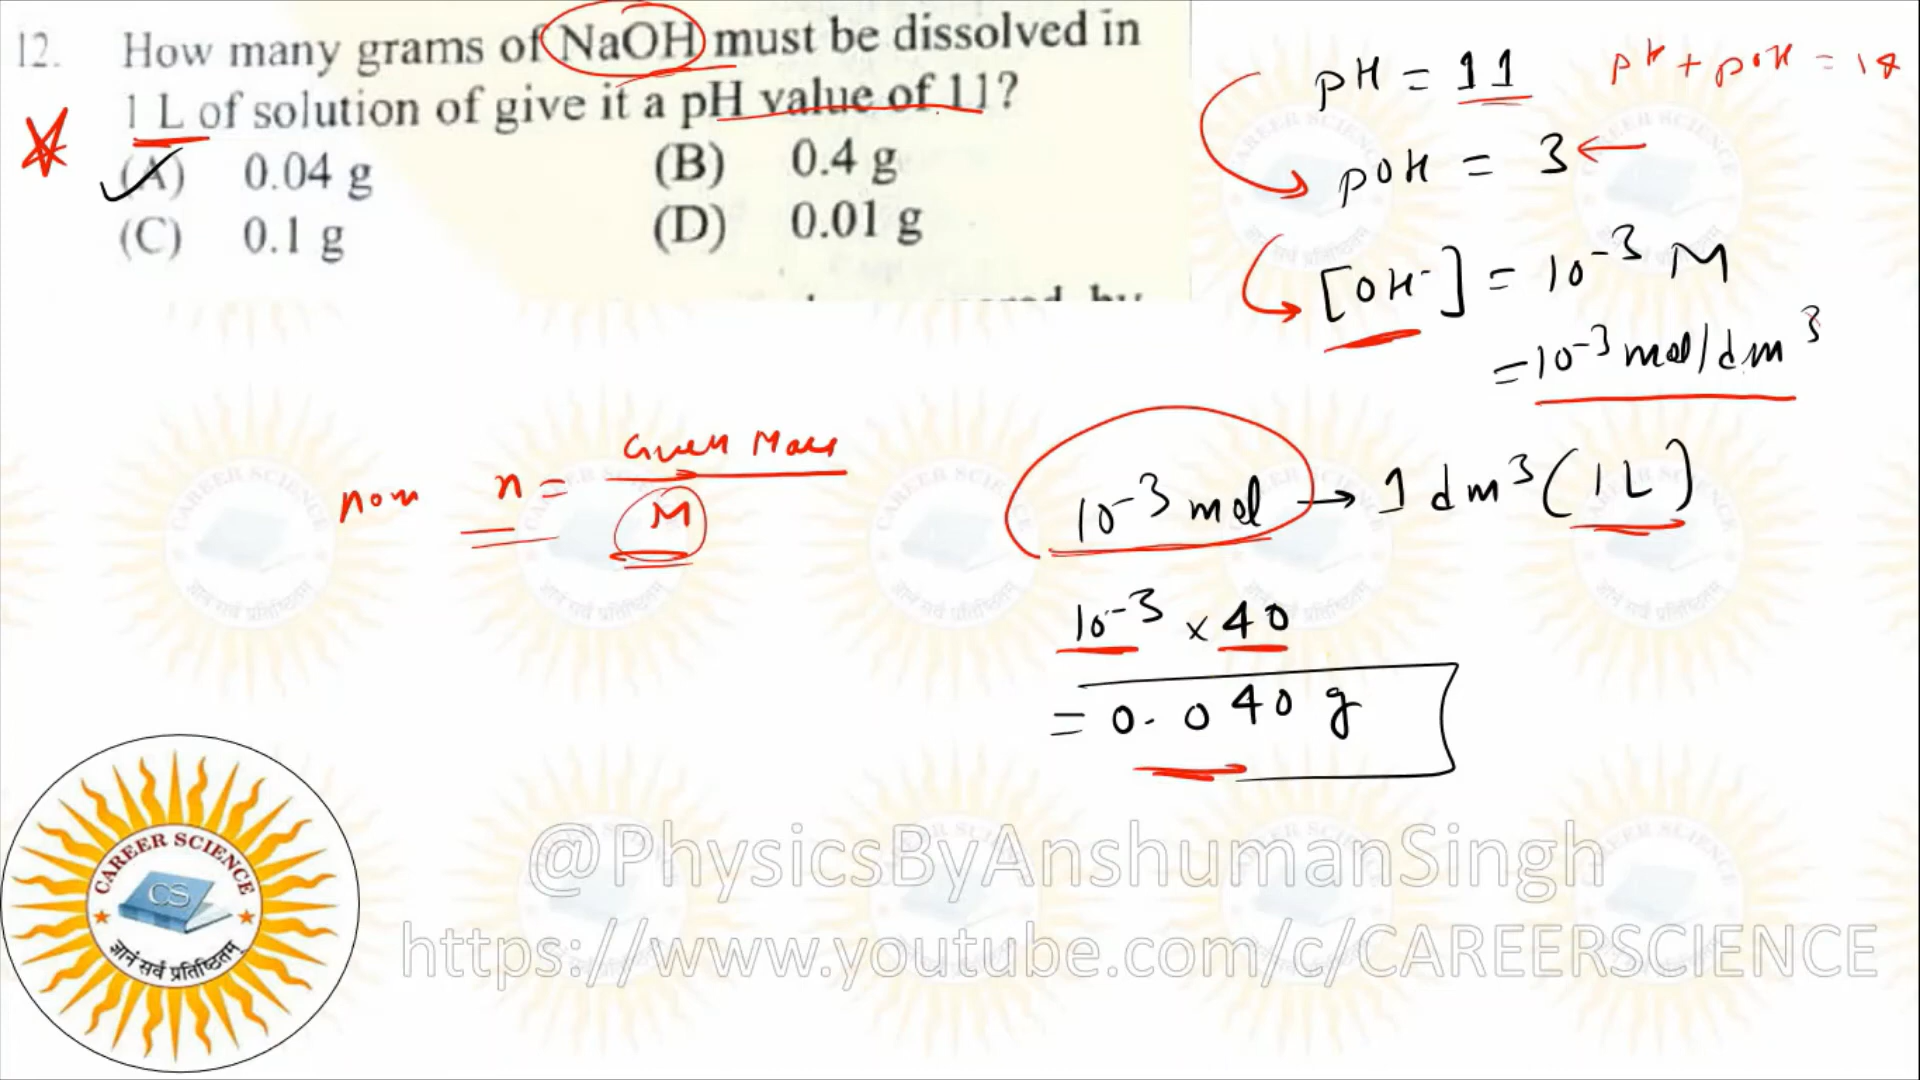 12. How many grams of NaOH must be dissolved in
1 L of solution of give it a pH value of 11?
(A) 0.04 g (B) 0.4 g
(C) 0.1 g (D) 0.01 g
pH = 11 pH + pOH = 14
pOH = 3
[OH⁻] = 10⁻³ M
= 10⁻³ mol/dm³
n = Given Mass
M
10⁻³ mol → 1 dm³ (1 L)
10⁻³ × 40
= 0.040 g
CAREER SCIENCE
CS
ज्ञानं सर्वं प्रतिष्ठितम्
@PhysicsByAnshumanSingh
https://www.youtube.com/c/CAREERSCIENCE